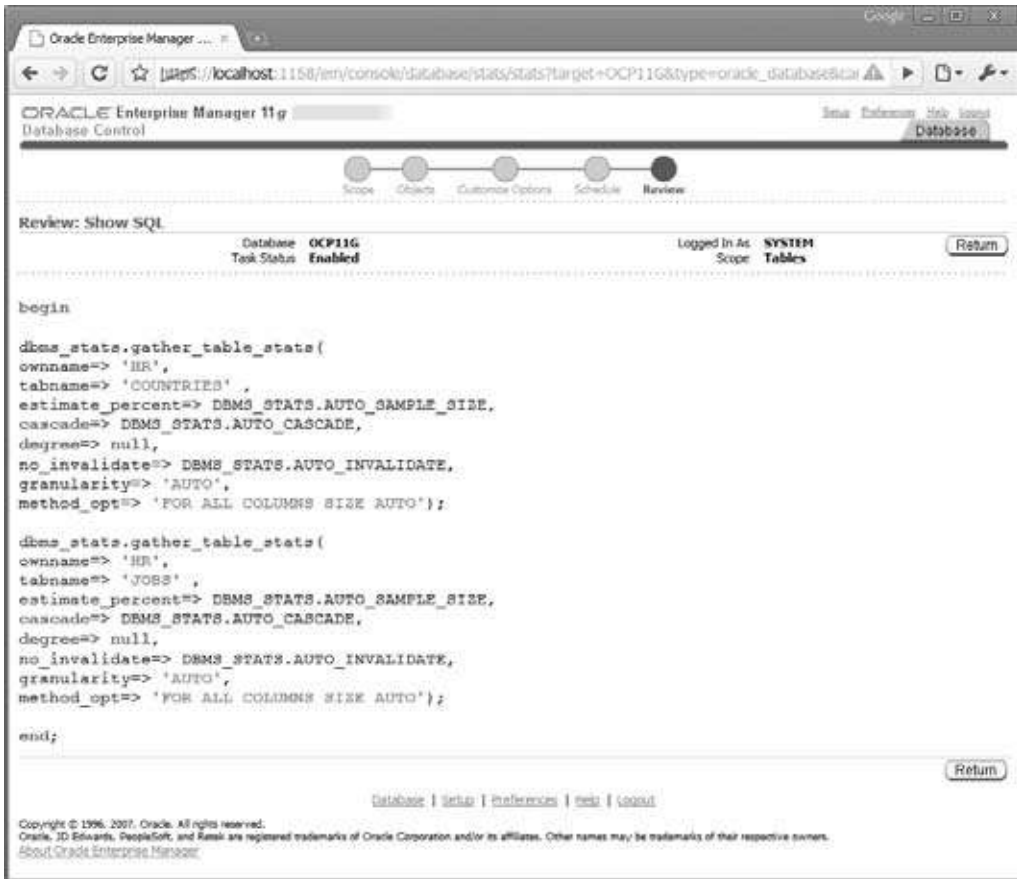 Google
Oracle Enterprise Manager ...
https://localhost:1158/em/console/database/stats/stats?target=OCP11G&type=oracle_database&can
ORACLE Enterprise Manager 11g
Database Control
Setup Preferences Help Logout
Database
Scope Objects Customize Options Schedule Review
Review: Show SQL
Database OCP11G
Task Status Enabled
Logged In As SYSTEM
Scope Tables
Return
begin
dbms_stats.gather_table_stats(
ownname=> 'HR',
tabname=> 'COUNTRIES' ,
estimate_percent=> DBMS_STATS.AUTO_SAMPLE_SIZE,
cascade=> DBMS_STATS.AUTO_CASCADE,
degree=> null,
no_invalidate=> DBMS_STATS.AUTO_INVALIDATE,
granularity=> 'AUTO',
method_opt=> 'FOR ALL COLUMNS SIZE AUTO');
dbms_stats.gather_table_stats(
ownname=> 'HR',
tabname=> 'JOBS' ,
estimate_percent=> DBMS_STATS.AUTO_SAMPLE_SIZE,
cascade=> DBMS_STATS.AUTO_CASCADE,
degree=> null,
no_invalidate=> DBMS_STATS.AUTO_INVALIDATE,
granularity=> 'AUTO',
method_opt=> 'FOR ALL COLUMNS SIZE AUTO');
end;
Return
Database | Setup | Preferences | Help | Logout
Copyright © 1996, 2007, Oracle. All rights reserved.
Oracle, JD Edwards, PeopleSoft, and Retek are registered trademarks of Oracle Corporation and/or its affiliates. Other names may be trademarks of their respective owners.
About Oracle Enterprise Manager